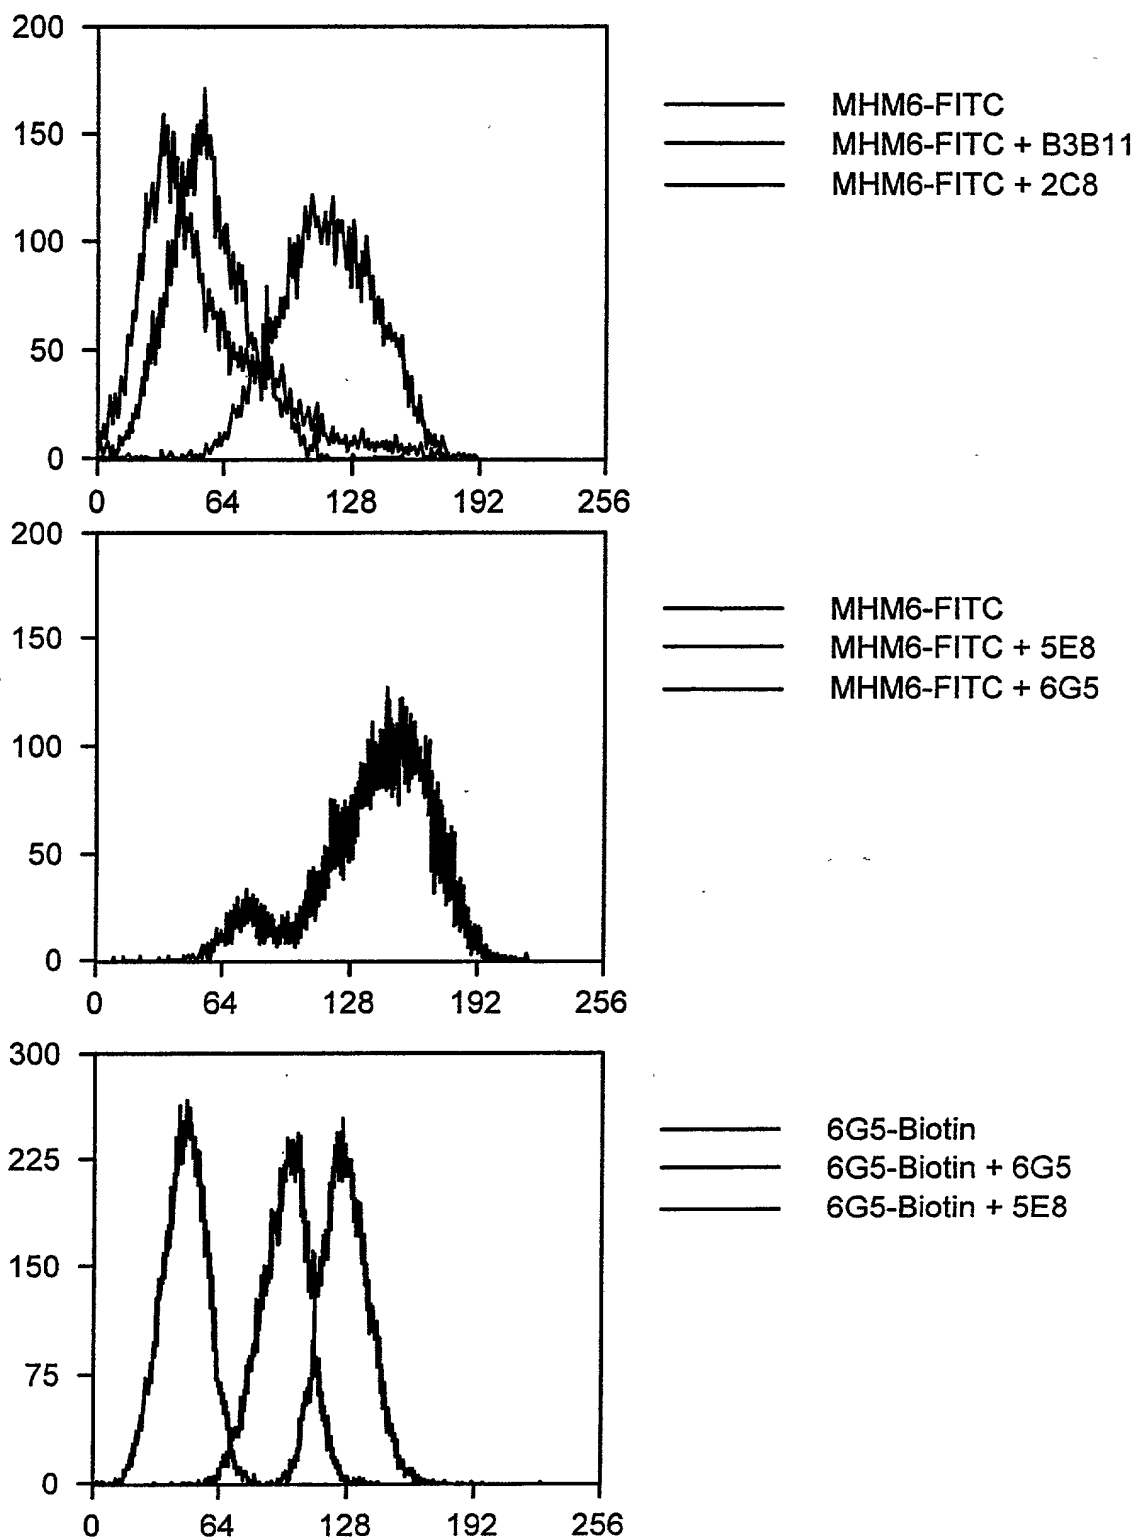 200
150
100
50
0
0 64 128 192 256
MHM6-FITC
MHM6-FITC + B3B11
MHM6-FITC + 2C8
200
150
100
50
0
0 64 128 192 256
MHM6-FITC
MHM6-FITC + 5E8
MHM6-FITC + 6G5
300
225
150
75
0
0 64 128 192 256
6G5-Biotin
6G5-Biotin + 6G5
6G5-Biotin + 5E8